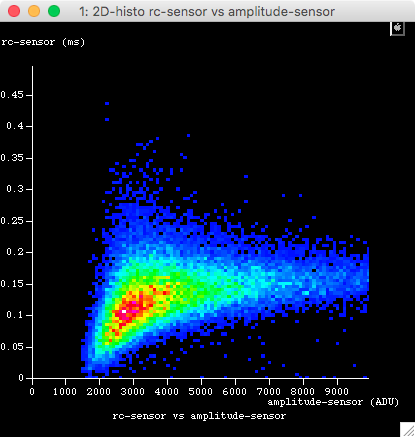 1: 2D-histo rc-sensor vs amplitude-sensor
rc-sensor (ms)
0.45
0.4
0.35
0.3
0.25
0.2
0.15
0.1
0.05
0
0 1000 2000 3000 4000 5000 6000 7000 8000 9000
amplitude-sensor (ADU)
rc-sensor vs amplitude-sensor